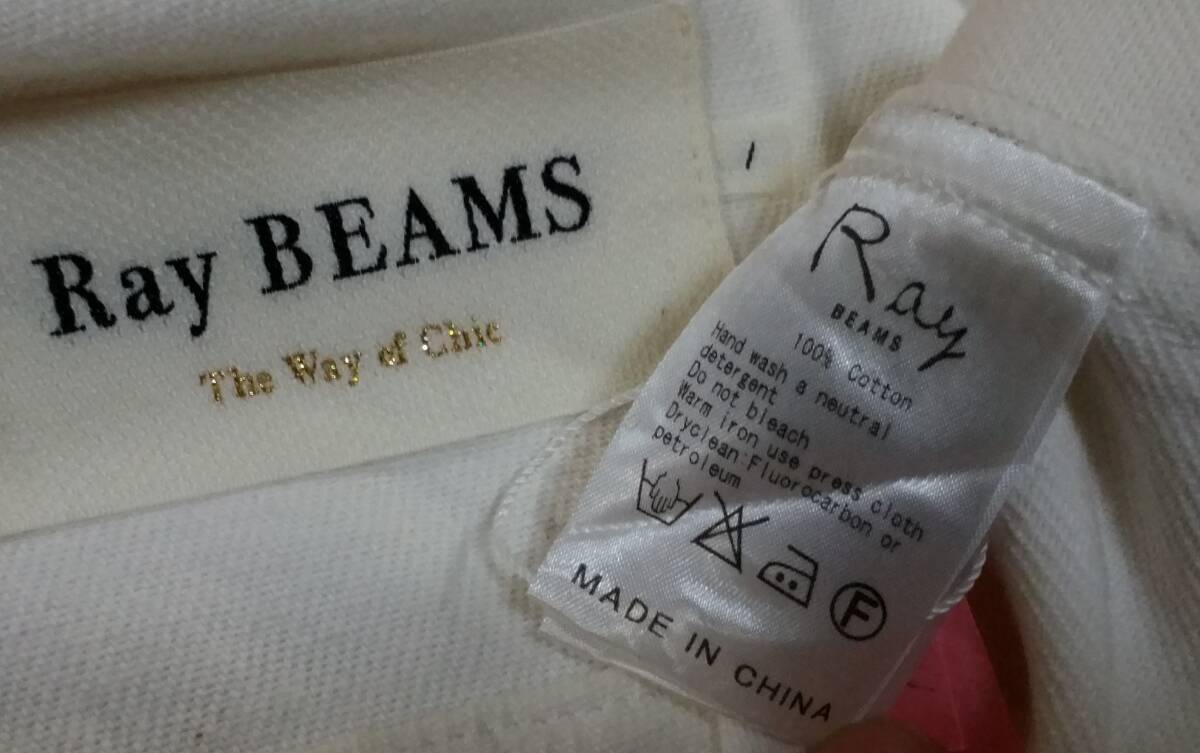 Ray BEAMS
The Way of Chic
Ray
BEAMS
100% Cotton
Hand wash a neutral
detergent
Do not bleach
Warm iron use press cloth
Dryclean:Fluorocarbon or
petroleum
F
MADE IN CHINA